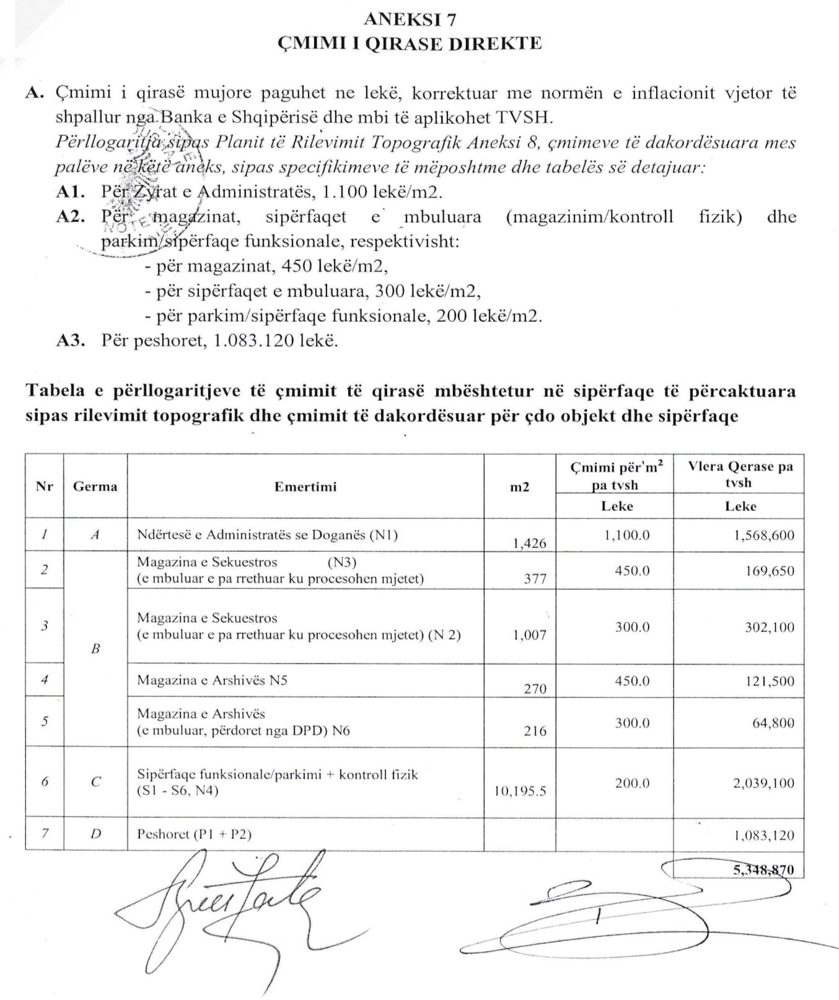 ANEKSI 7
ÇMIMI I QIRASE DIREKTE
A. Çmimi i qirasë mujore paguhet ne lekë, korrektuar me normën e inflacionit vjetor të
shpallur nga Banka e Shqipërisë dhe mbi të aplikohet TVSH.
Përllogaritja sipas Planit të Rilevimit Topografik Aneksi 8, çmimeve të dakordësuara mes
palëve në këtë aneks, sipas specifikimeve të mëposhtme dhe tabelës së detajuar:
A1. Për Zyrat e Administratës, 1.100 lekë/m2.
A2. Për magazinat, sipërfaqet e mbuluara (magazinim/kontroll fizik) dhe
parkim/sipërfaqe funksionale, respektivisht:
- për magazinat, 450 lekë/m2,
- për sipërfaqet e mbuluara, 300 lekë/m2,
- për parkim/sipërfaqe funksionale, 200 lekë/m2.
A3. Për peshoret, 1.083.120 lekë.
Tabela e përllogaritjeve të çmimit të qirasë mbështetur në sipërfaqe të përcaktuara
sipas rilevimit topografik dhe çmimit të dakordësuar për çdo objekt dhe sipërfaqe
Nr Germa Emertimi m2 Çmimi për m² pa tvsh Vlera Qerase pa tvsh
Leke Leke
1 A Ndërtesë e Administratës se Doganës (N1) 1,426 1,100.0 1,568,600
2 B Magazina e Sekuestros (N3)
(e mbuluar e pa rrethuar ku procesohen mjetet) 377 450.0 169,650
3 Magazina e Sekuestros
(e mbuluar e pa rrethuar ku procesohen mjetet) (N 2) 1,007 300.0 302,100
4 Magazina e Arshivës N5 270 450.0 121,500
5 Magazina e Arshivës
(e mbuluar, përdoret nga DPD) N6 216 300.0 64,800
6 C Sipërfaqe funksionale/parkimi + kontroll fizik
(S1 - S6, N4) 10,195.5 200.0 2,039,100
7 D Peshoret (P1 + P2) 1,083,120
5,348,870